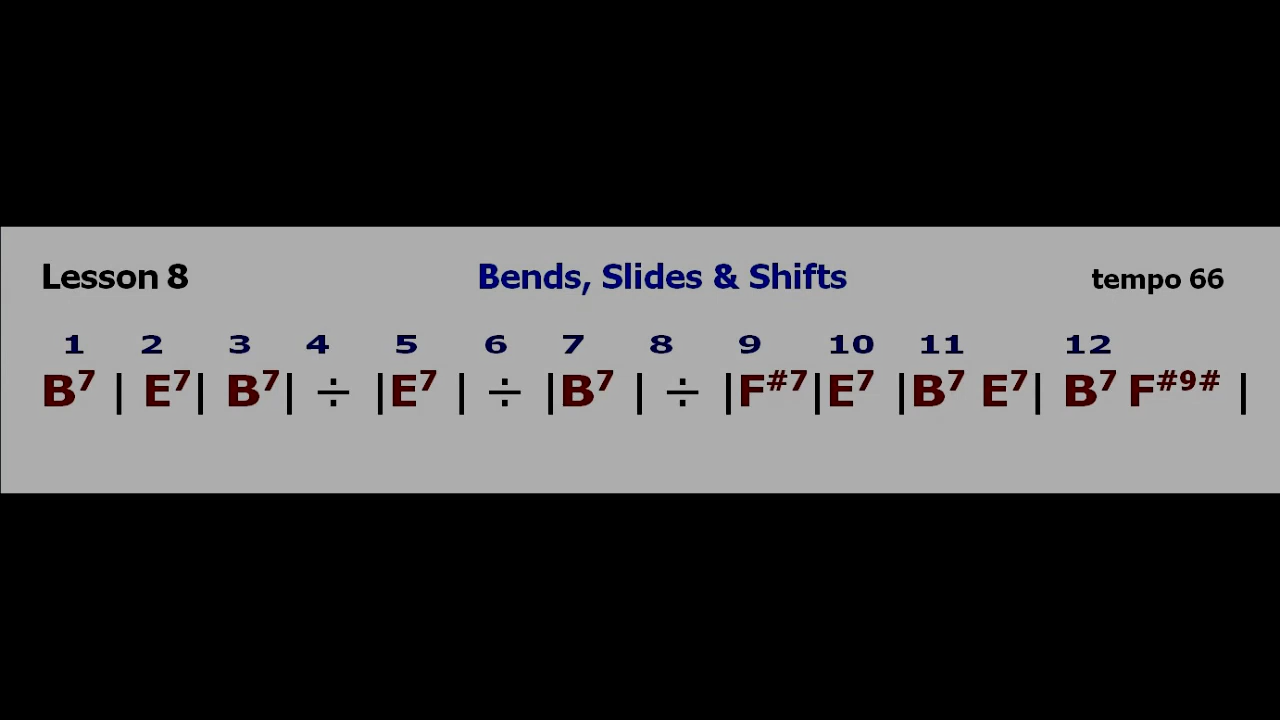 Lesson 8 Bends, Slides & Shifts tempo 66
1 2 3 4 5 6 7 8 9 10 11 12
B7 | E7| B7| ÷ |E7 | ÷ |B7 | ÷ |F#7|E7 |B7 E7| B7 F#9# |